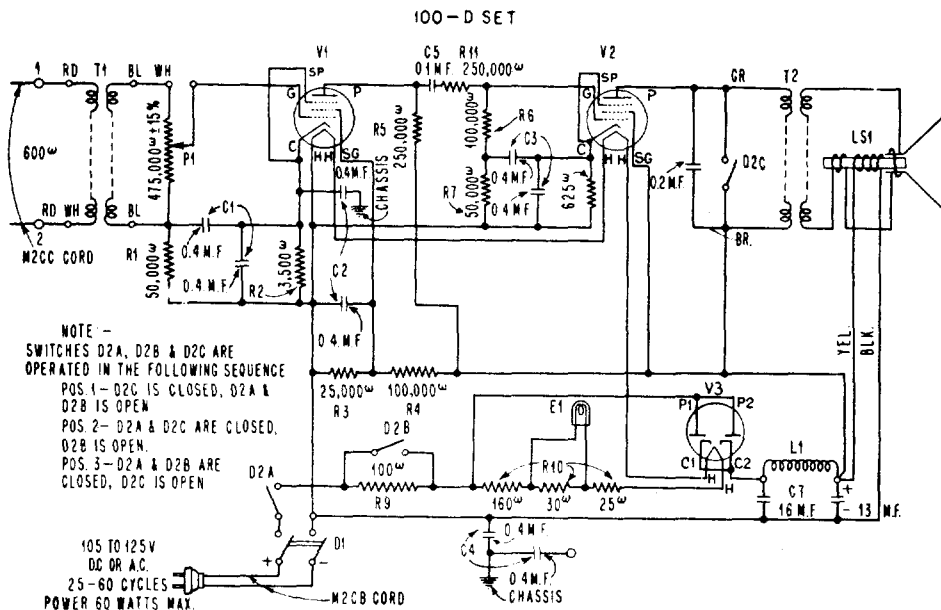 100-D SET
V1
C5 R11
0.1 M.F. 250,000ω
V2
1 RD T1 BL WH
SP
G
P
C
H H
SG
SP
G
P
C
H H
SG
GR T2
600ω
475,000ω±15%
P1
R5
250,000ω
100,000ω
R6
C3
0.4 M.F.
0.4 M.F.
R7
50,000ω
625ω
0.4 M.F.
CHASSIS
0.2 M.F.
D2C
LS1
RD WH BL
2
M2CC CORD
R1
50,000ω
C1
0.4 M.F.
0.4 M.F.
R2
3,500ω
C2
0.4 M.F.
BR.
YEL.
BLK.
NOTE:-
SWITCHES D2A, D2B & D2C ARE
OPERATED IN THE FOLLOWING SEQUENCE
POS. 1- D2C IS CLOSED, D2A &
D2B IS OPEN
POS. 2- D2A & D2C ARE CLOSED,
D2B IS OPEN.
POS. 3-D2A & D2B ARE
CLOSED, D2C IS OPEN
25,000ω 100,000ω
R3 R4
D2B
100ω
R9
E1
R10
160ω 30ω 25ω
V3
P1 P2
C1 C2
H H
L1
C7
16 M.F. +
- 13 M.F.
D2A
D1
+ -
105 TO 125V
D.C OR A.C.
25-60 CYCLES
POWER 60 WATTS MAX.
M2CB CORD
0.4 M.F.
C4
0.4 M.F.
CHASSIS